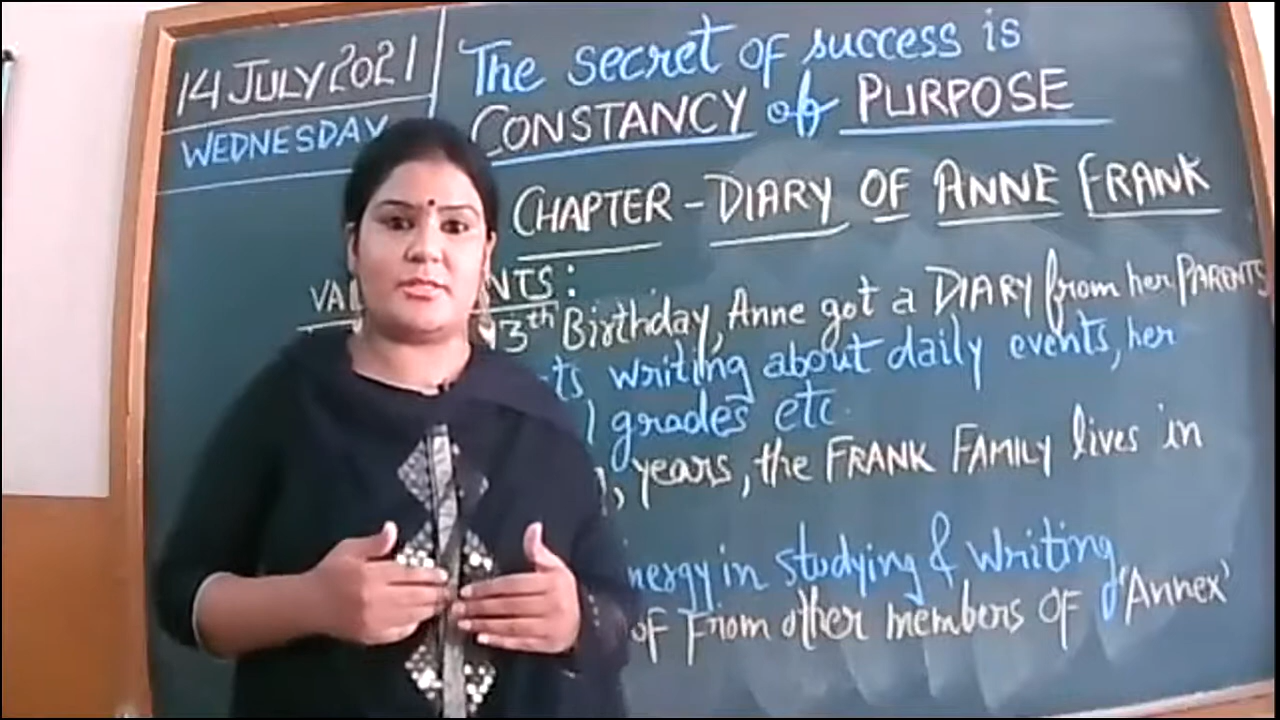 14 JULY 2021
WEDNESDAY
The secret of success is
CONSTANCY of PURPOSE
CHAPTER - DIARY OF ANNE FRANK
VA NTS:
13th Birthday, Anne got a DIARY from her PARENTS
ts writing about daily events, her
l grades etc.
, years, the FRANK FAMILY lives in
nergy in studying & writing
of From other members OF 'Annex'